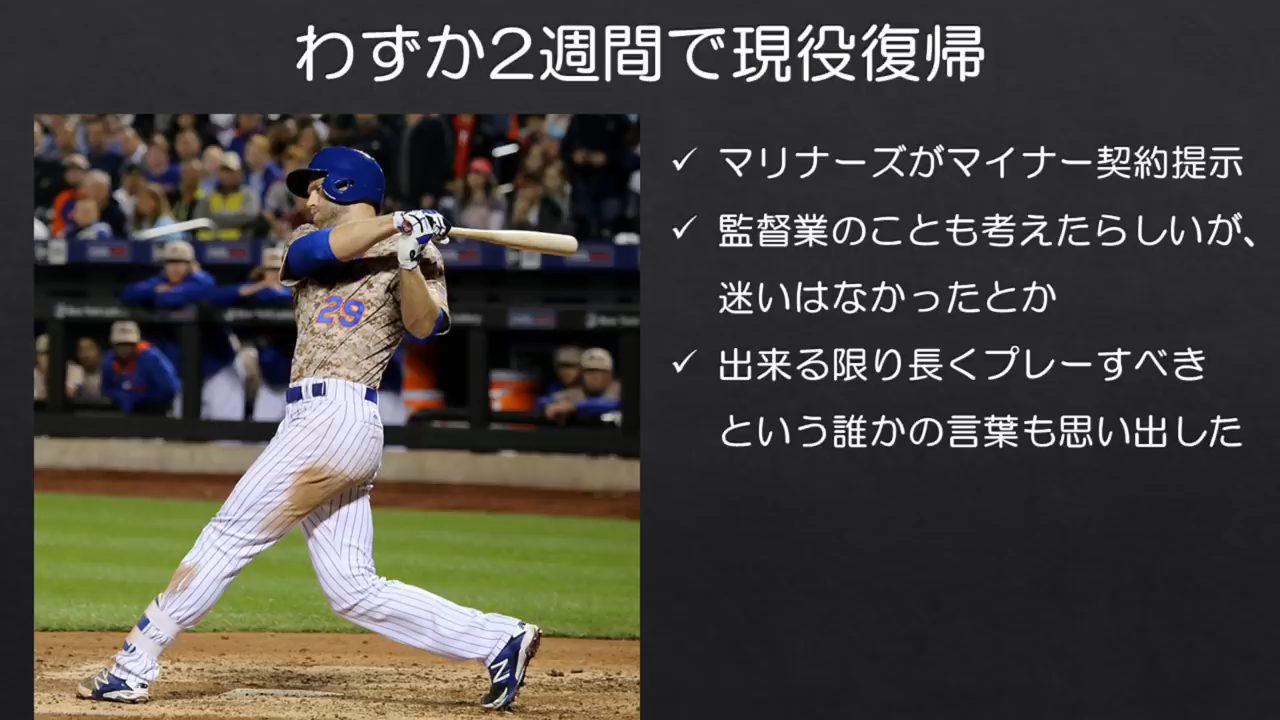 わずか2週間で現役復帰
✓ マリナーズがマイナー契約提示
✓ 監督業のことも考えたらしいが、
迷いはなかったとか
✓ 出来る限り長くプレーすべき
という誰かの言葉も思い出した
29